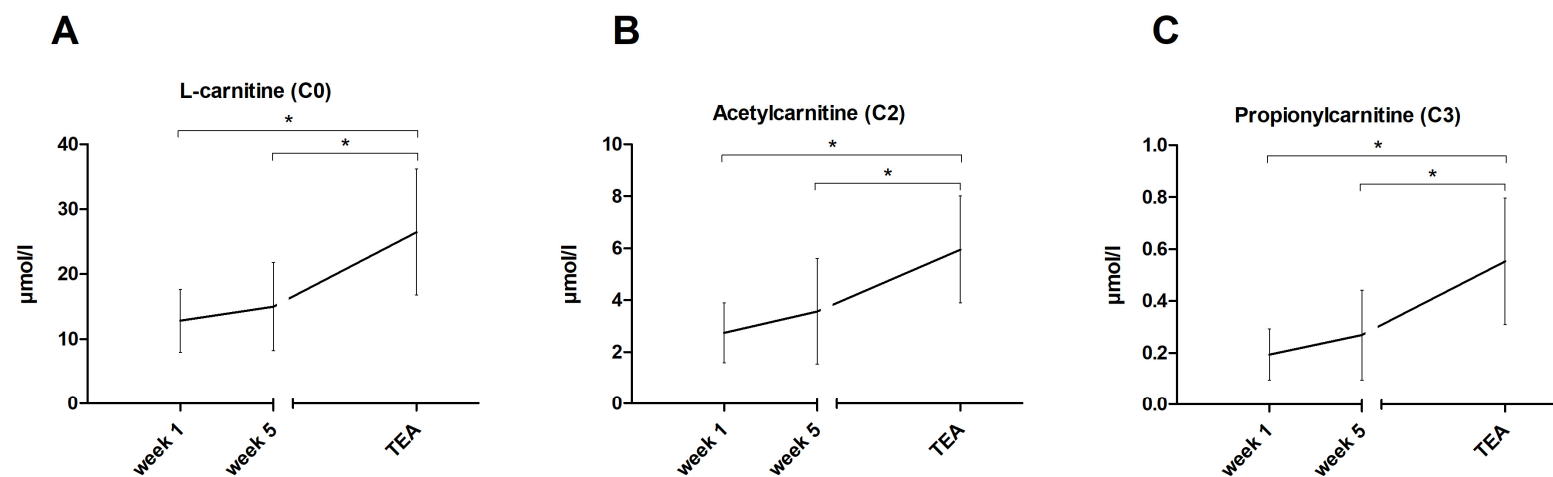 A
B
C
L-carnitine (C0)
*
*
40
30
20
10
0
µmol/l
week 1
week 5
TEA
Acetylcarnitine (C2)
*
*
10
8
6
4
2
0
µmol/l
week 1
week 5
TEA
Propionylcarnitine (C3)
*
*
1.0
0.8
0.6
0.4
0.2
0.0
µmol/l
week 1
week 5
TEA